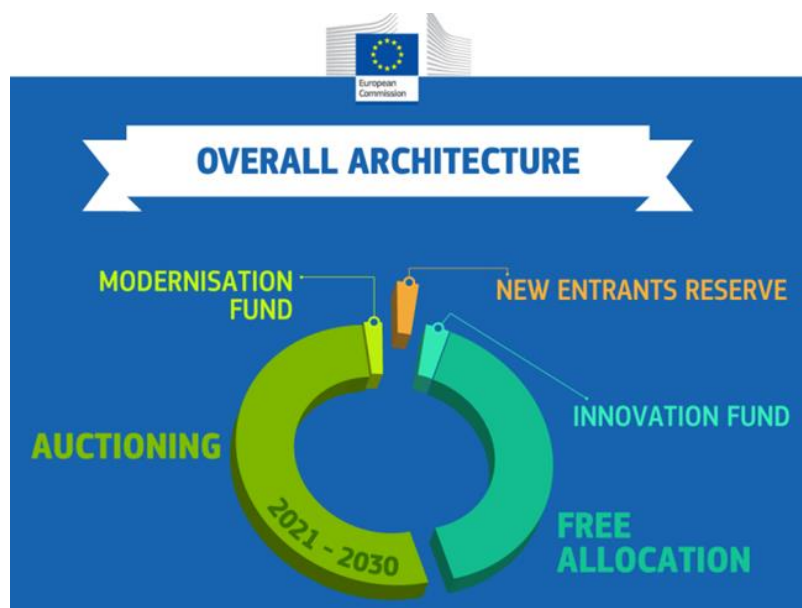 European
Commission
OVERALL ARCHITECTURE
MODERNISATION
FUND
NEW ENTRANTS RESERVE
INNOVATION FUND
AUCTIONING
2021 - 2030
FREE
ALLOCATION